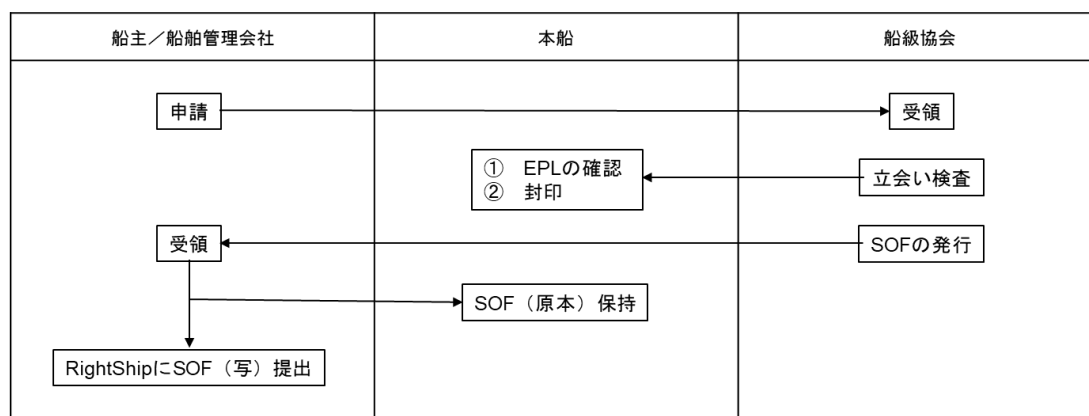 船主／船舶管理会社
本船
船級協会
申請
受領
① EPLの確認
② 封印
立会い検査
受領
SOFの発行
SOF（原本）保持
RightShipにSOF（写）提出